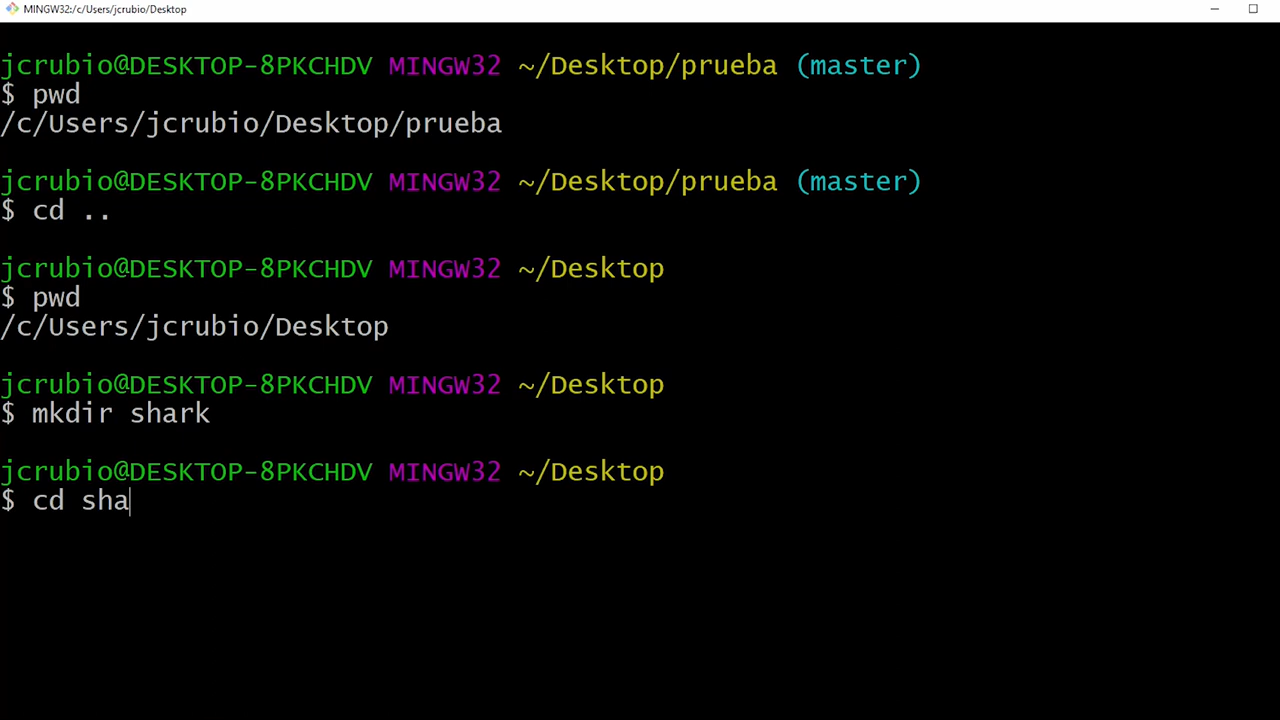 MINGW32:/c/Users/jcrubio/Desktop
jcrubio@DESKTOP-8PKCHDV MINGW32 ~/Desktop/prueba (master)
$ pwd
/c/Users/jcrubio/Desktop/prueba
jcrubio@DESKTOP-8PKCHDV MINGW32 ~/Desktop/prueba (master)
$ cd ..
jcrubio@DESKTOP-8PKCHDV MINGW32 ~/Desktop
$ pwd
/c/Users/jcrubio/Desktop
jcrubio@DESKTOP-8PKCHDV MINGW32 ~/Desktop
$ mkdir shark
jcrubio@DESKTOP-8PKCHDV MINGW32 ~/Desktop
$ cd sha